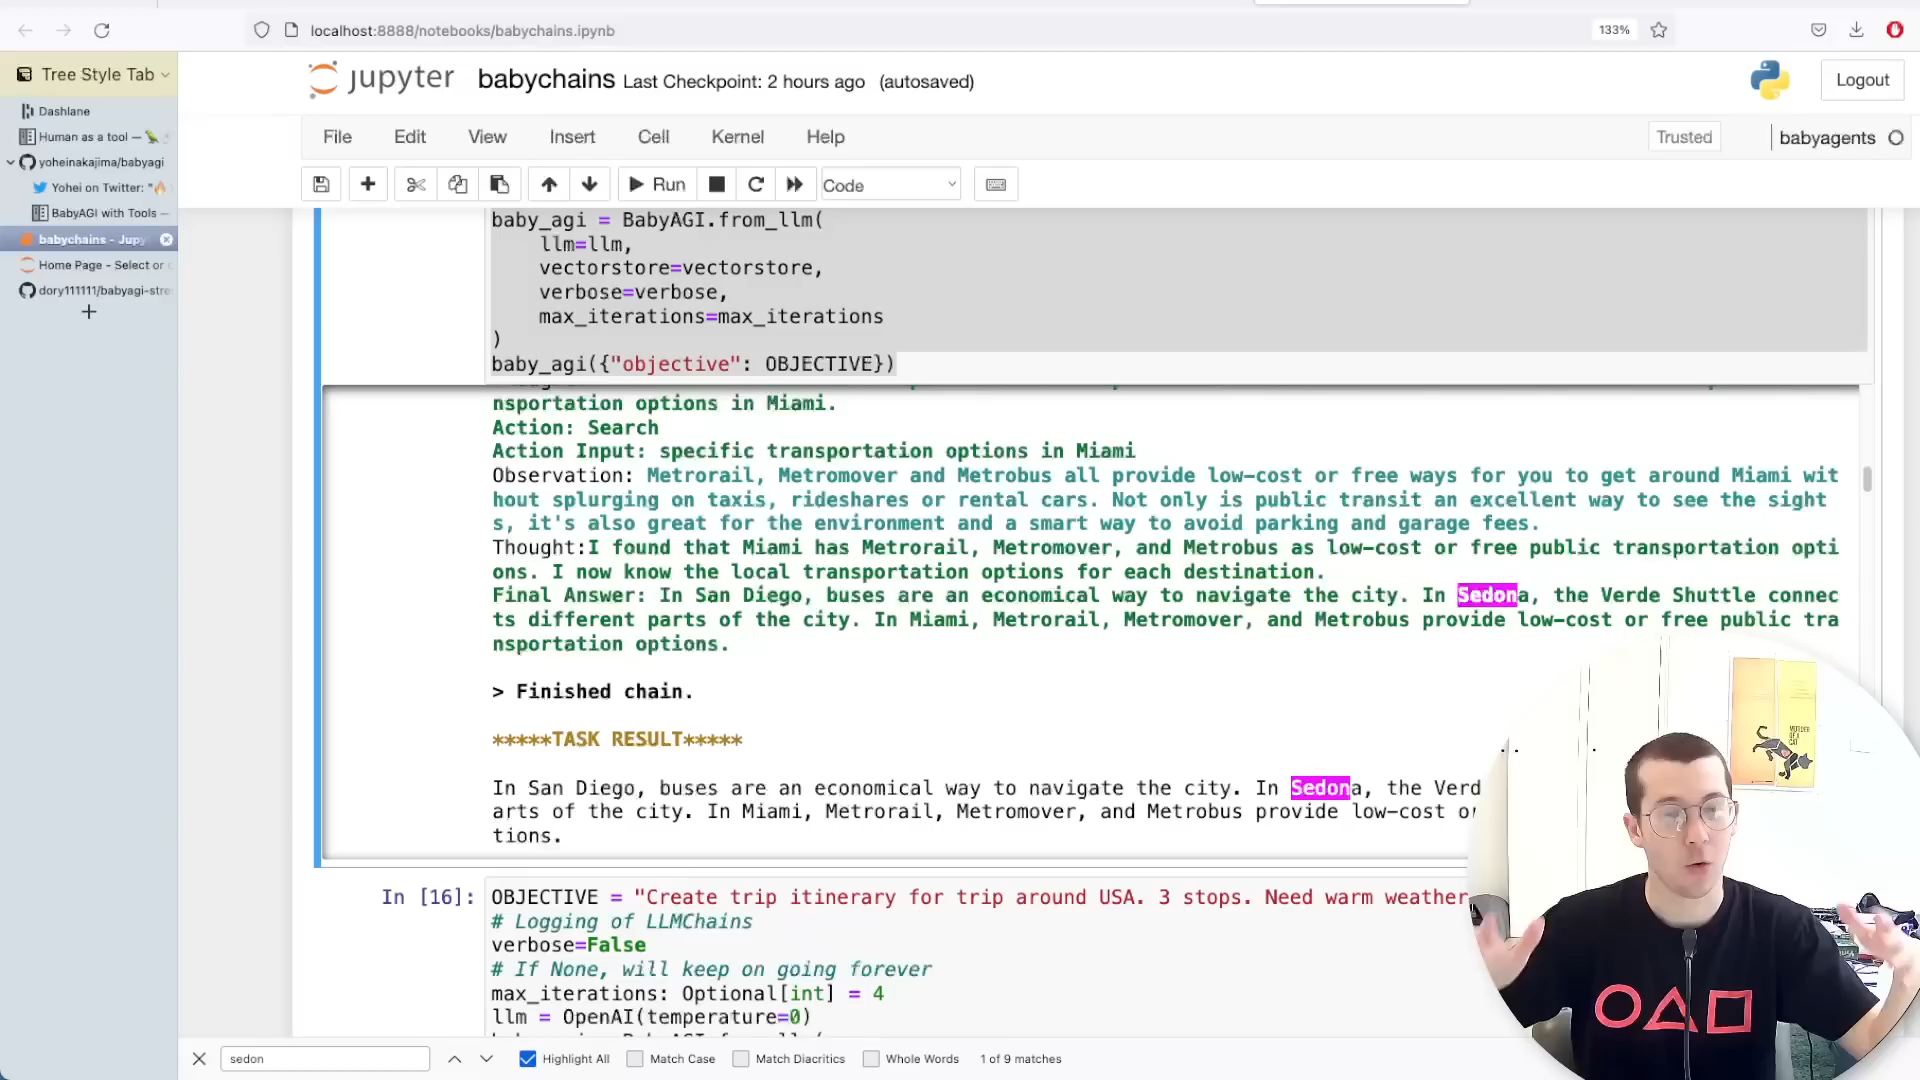 localhost:8888/notebooks/babychains.ipynb
133%
Tree Style Tab
Dashlane
Human as a tool —
yoheinakajima/babyagi
Yohei on Twitter: "🔥
BabyAGI with Tools —
babychains - Jupy
Home Page - Select or c
dory111111/babyagi-stre
jupyter babychains Last Checkpoint: 2 hours ago (autosaved)
Logout
File Edit View Insert Cell Kernel Help
Trusted
babyagents
Run
Code
baby_agi = BabyAGI.from_llm(
llm=llm,
vectorstore=vectorstore,
verbose=verbose,
max_iterations=max_iterations
)
baby_agi({"objective": OBJECTIVE})
nsportation options in Miami.
Action: Search
Action Input: specific transportation options in Miami
Observation: Metrorail, Metromover and Metrobus all provide low-cost or free ways for you to get around Miami wit
hout splurging on taxis, rideshares or rental cars. Not only is public transit an excellent way to see the sight
s, it's also great for the environment and a smart way to avoid parking and garage fees.
Thought:I found that Miami has Metrorail, Metromover, and Metrobus as low-cost or free public transportation opti
ons. I now know the local transportation options for each destination.
Final Answer: In San Diego, buses are an economical way to navigate the city. In Sedona, the Verde Shuttle connec
ts different parts of the city. In Miami, Metrorail, Metromover, and Metrobus provide low-cost or free public tra
nsportation options.
> Finished chain.
*****TASK RESULT*****
In San Diego, buses are an economical way to navigate the city. In Sedona, the Verd
arts of the city. In Miami, Metrorail, Metromover, and Metrobus provide low-cost or
tions.
In [16]: OBJECTIVE = "Create trip itinerary for trip around USA. 3 stops. Need warm weather
# Logging of LLMChains
verbose=False
# If None, will keep on going forever
max_iterations: Optional[int] = 4
llm = OpenAI(temperature=0)
sedon
Highlight All
Match Case
Match Diacritics
Whole Words
1 of 9 matches
MURDER
OF A
CAT